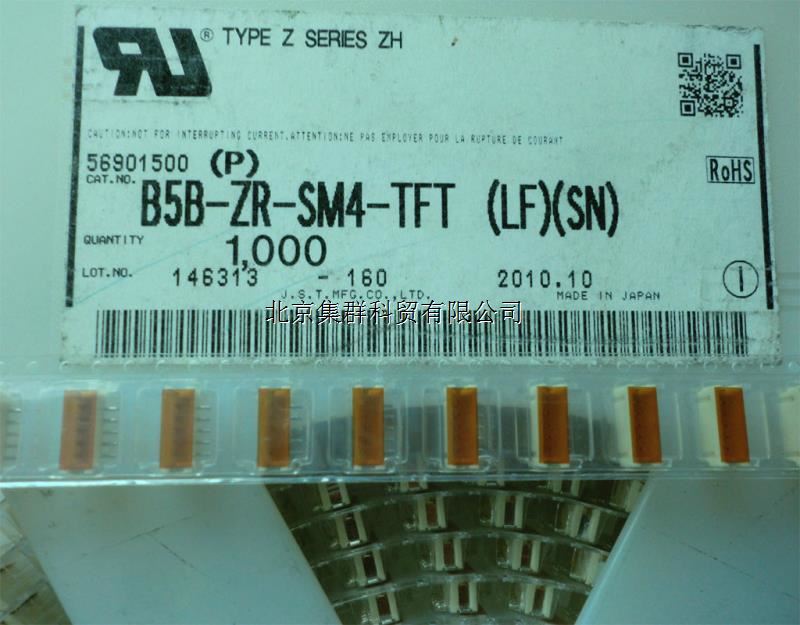 ® TYPE Z SERIES ZH
CAUTION:NOT FOR INTERRUPTING CURRENT.ATTENTION:NE PAS EMPLOYER POUR LA RUPTURE DE COURANT
56901500 (P)
RoHS
CAT.NO. B5B-ZR-SM4-TFT (LF)(SN)
QUANTITY 1,000
LOT.NO. 146313 -160 2010.10 1
J.S.T.MFG.CO.,LTD. MADE IN JAPAN
北京集群科贸有限公司